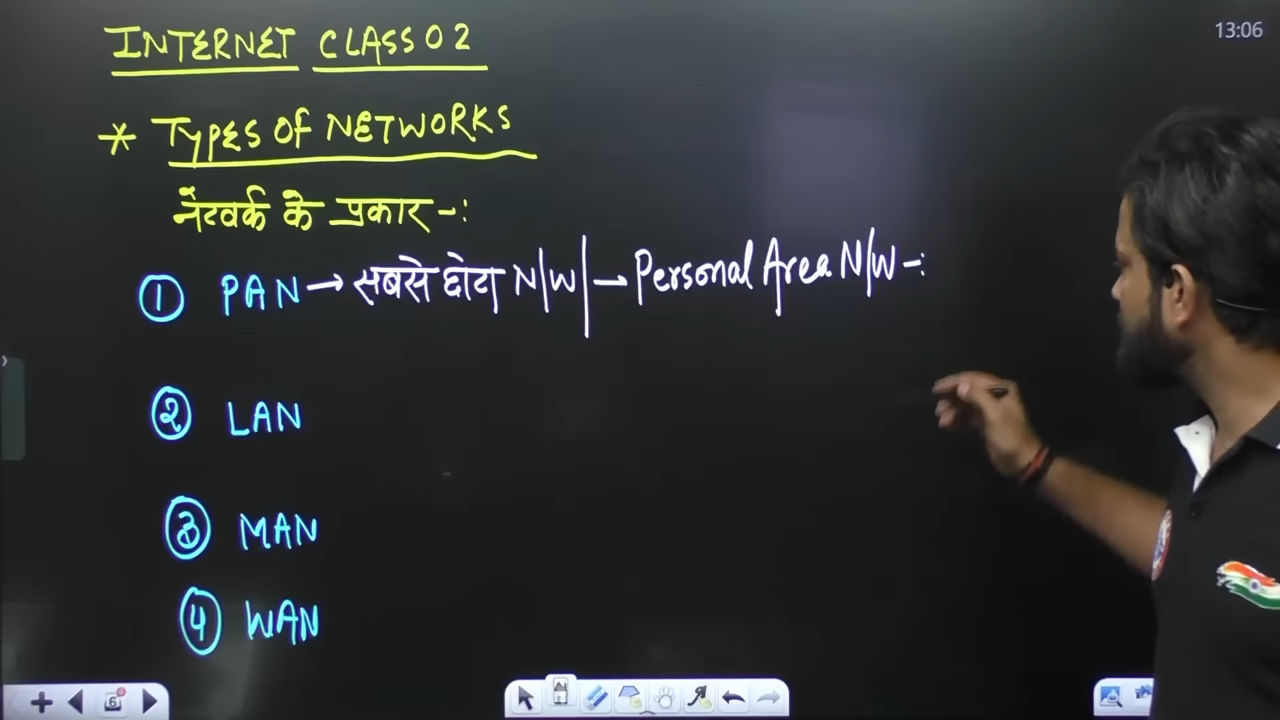 INTERNET CLASS 02
13:06
* TYPES OF NETWORKS
नेटवर्क के प्रकार -:
① PAN → सबसे छोटा N/W | → Personal Area N/W -:
② LAN
③ MAN
④ WAN
6